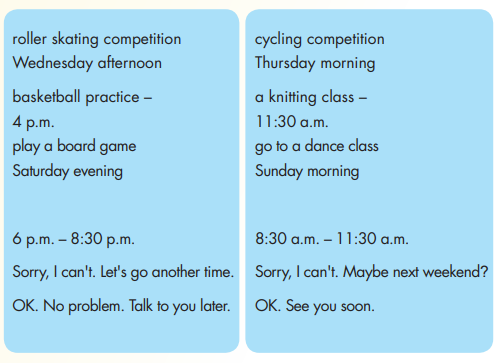 roller skating competition
Wednesday afternoon
basketball practice –
4 p.m.
play a board game
Saturday evening
6 p.m. – 8:30 p.m.
Sorry, I can't. Let's go another time.
OK. No problem. Talk to you later.
cycling competition
Thursday morning
a knitting class –
11:30 a.m.
go to a dance class
Sunday morning
8:30 a.m. – 11:30 a.m.
Sorry, I can't. Maybe next weekend?
OK. See you soon.